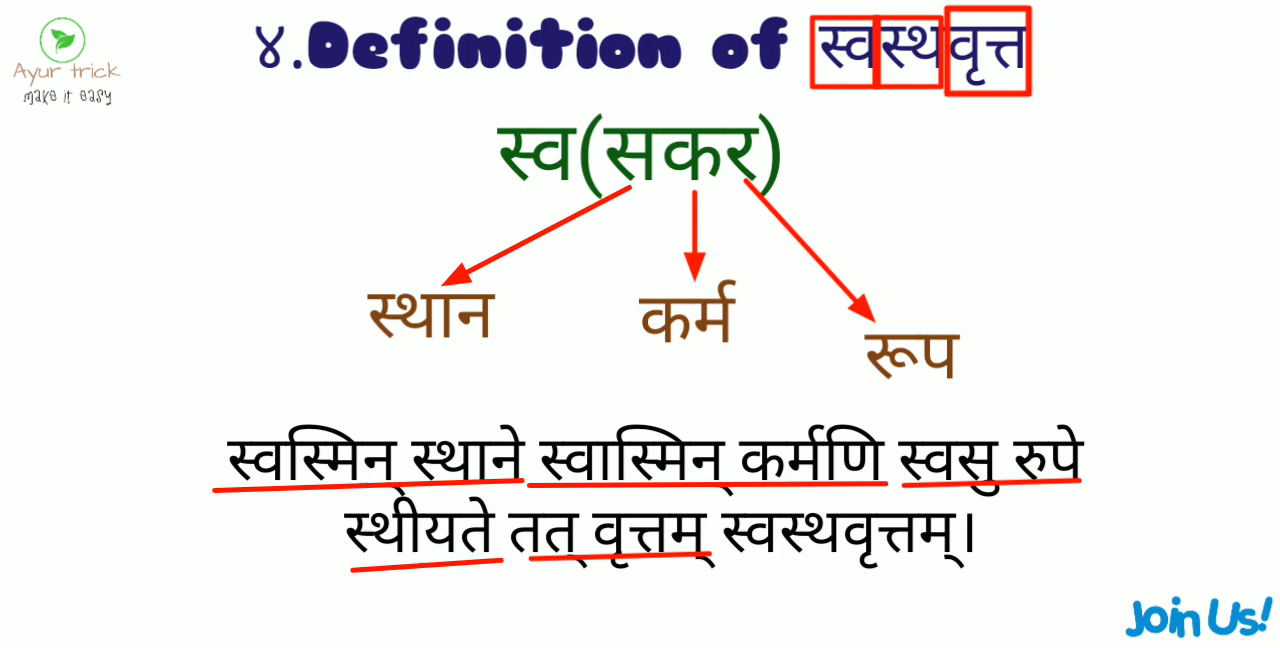 Ayur trick
make it easy
४.Definition of स्वस्थवृत्त
स्व(सकर)
स्थान
कर्म
रूप
स्वस्मिन् स्थाने स्वास्मिन् कर्मणि स्वसु रुपे
स्थीयते तत् वृत्तम् स्वस्थवृत्तम्।
Join Us!